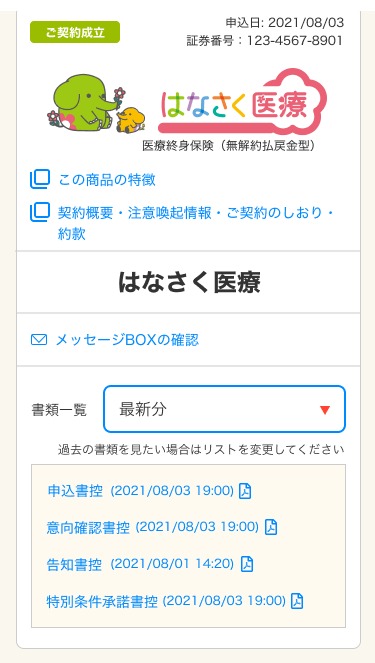 ご契約成立
申込日: 2021/08/03
証券番号：123-4567-8901
はなさく医療
医療終身保険（無解約払戻金型）
この商品の特徴
契約概要・注意喚起情報・ご契約のしおり・
約款
はなさく医療
メッセージBOXの確認
書類一覧
最新分
過去の書類を見たい場合はリストを変更してください
申込書控 (2021/08/03 19:00)
意向確認書控 (2021/08/03 19:00)
告知書控 (2021/08/01 14:20)
特別条件承諾書控 (2021/08/03 19:00)